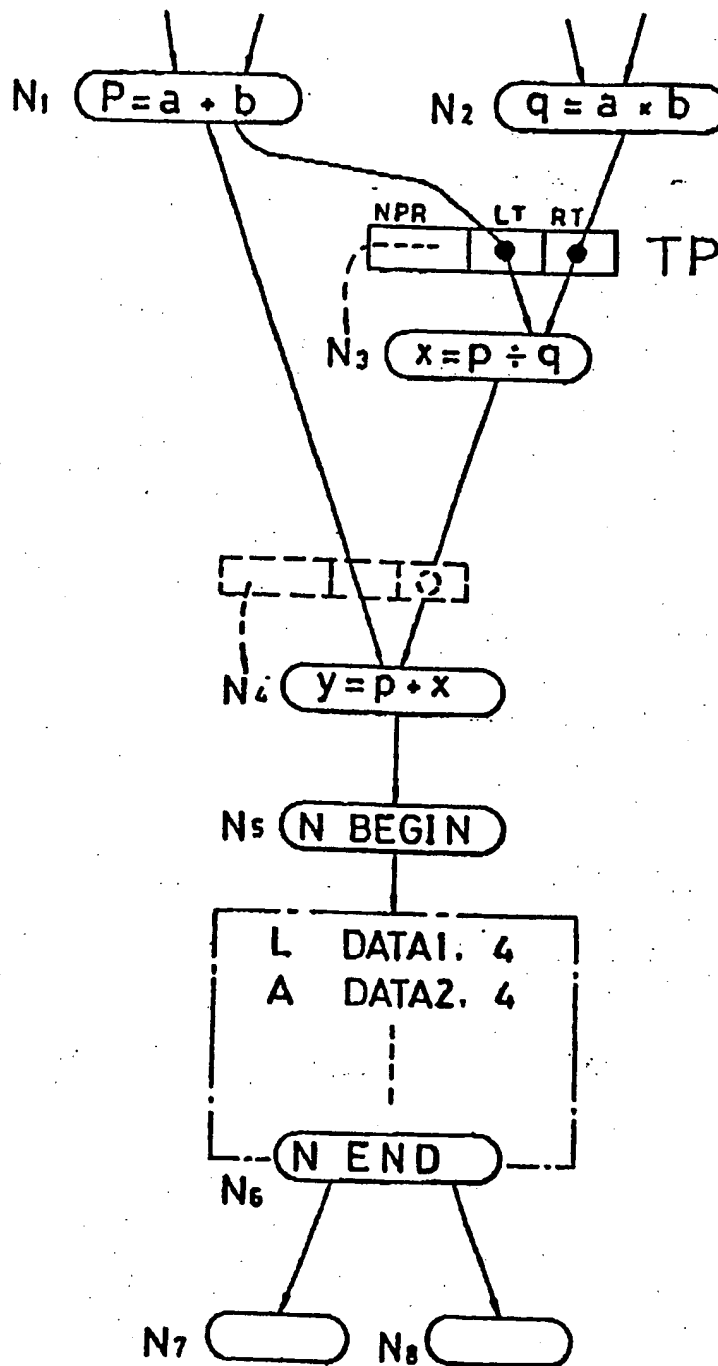 N1 P=a+b
N2 q=a×b
NPR LT RT
TP
N3 x=p÷q
N4 y=p+x
N5 N BEGIN
L DATA1. 4
A DATA2. 4
N6 N END
N7 N8